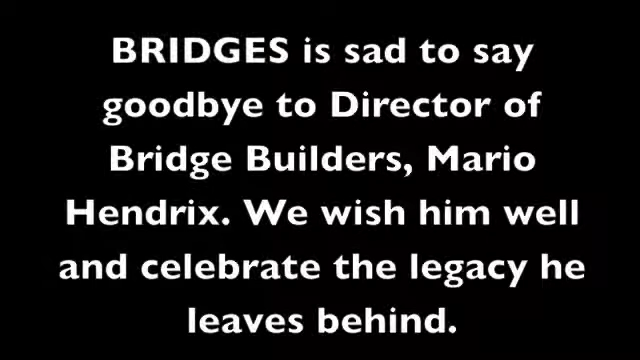 BRIDGES is sad to say
goodbye to Director of
Bridge Builders, Mario
Hendrix. We wish him well
and celebrate the legacy he
leaves behind.